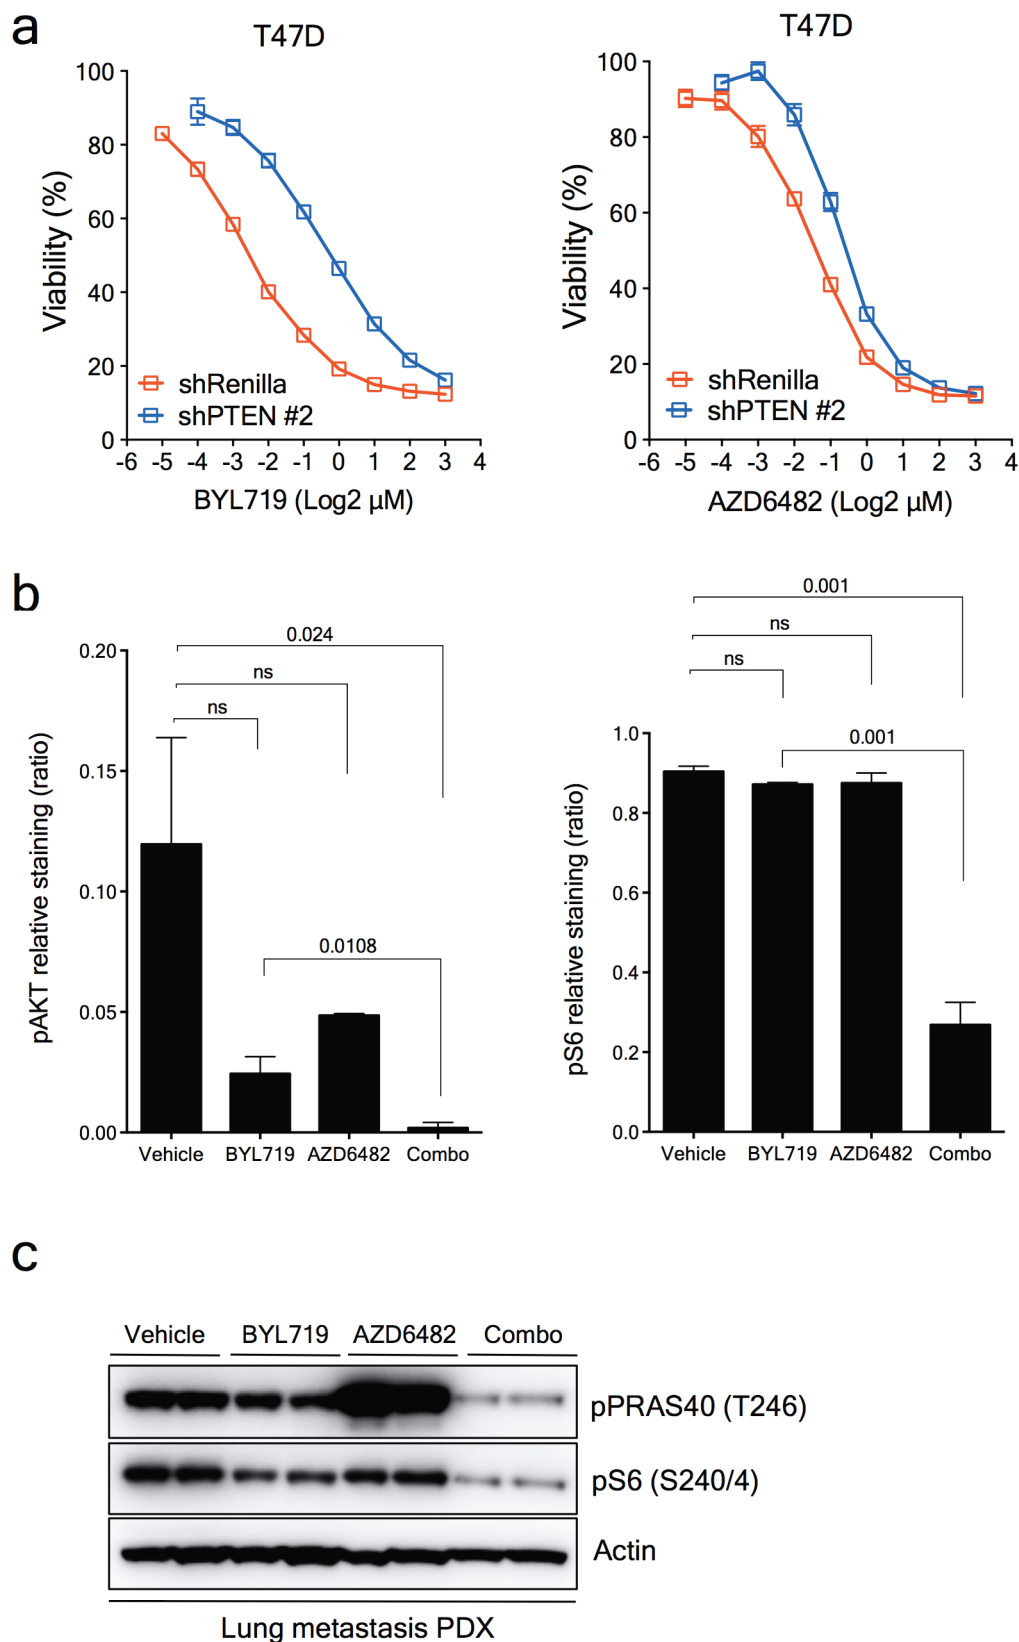 a
T47D
100
80
60
40
20
0
Viability (%)
shRenilla
shPTEN #2
-6 -5 -4 -3 -2 -1 0 1 2 3 4
BYL719 (Log2 µM)
T47D
100
80
60
40
20
0
Viability (%)
shRenilla
shPTEN #2
-6 -5 -4 -3 -2 -1 0 1 2 3 4
AZD6482 (Log2 µM)
b
0.024
ns
ns
0.0108
0.20
0.15
0.10
0.05
0.00
pAKT relative staining (ratio)
Vehicle BYL719 AZD6482 Combo
0.001
ns
ns
0.001
1.0
0.8
0.6
0.4
0.2
0.0
pS6 relative staining (ratio)
Vehicle BYL719 AZD6482 Combo
c
Vehicle BYL719 AZD6482 Combo
pPRAS40 (T246)
pS6 (S240/4)
Actin
Lung metastasis PDX